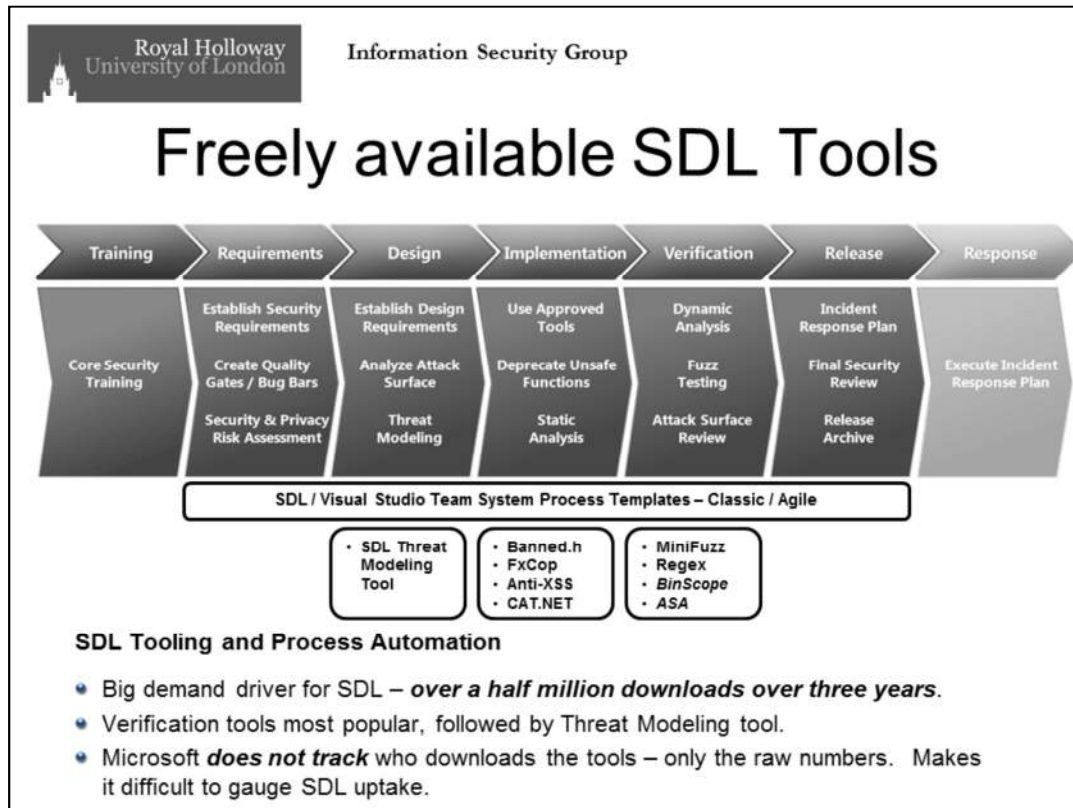 Royal Holloway
University of London
Information Security Group
Freely available SDL Tools
Training
Requirements
Design
Implementation
Verification
Release
Response
Core Security
Training
Establish Security
Requirements
Create Quality
Gates / Bug Bars
Security & Privacy
Risk Assessment
Establish Design
Requirements
Analyze Attack
Surface
Threat
Modeling
Use Approved
Tools
Deprecate Unsafe
Functions
Static
Analysis
Dynamic
Analysis
Fuzz
Testing
Attack Surface
Review
Incident
Response Plan
Final Security
Review
Release
Archive
Execute Incident
Response Plan
SDL / Visual Studio Team System Process Templates – Classic / Agile
• SDL Threat
Modeling
Tool
• Banned.h
• FxCop
• Anti-XSS
• CAT.NET
• MiniFuzz
• Regex
• BinScope
• ASA
SDL Tooling and Process Automation
• Big demand driver for SDL – over a half million downloads over three years.
• Verification tools most popular, followed by Threat Modeling tool.
• Microsoft does not track who downloads the tools – only the raw numbers. Makes
it difficult to gauge SDL uptake.